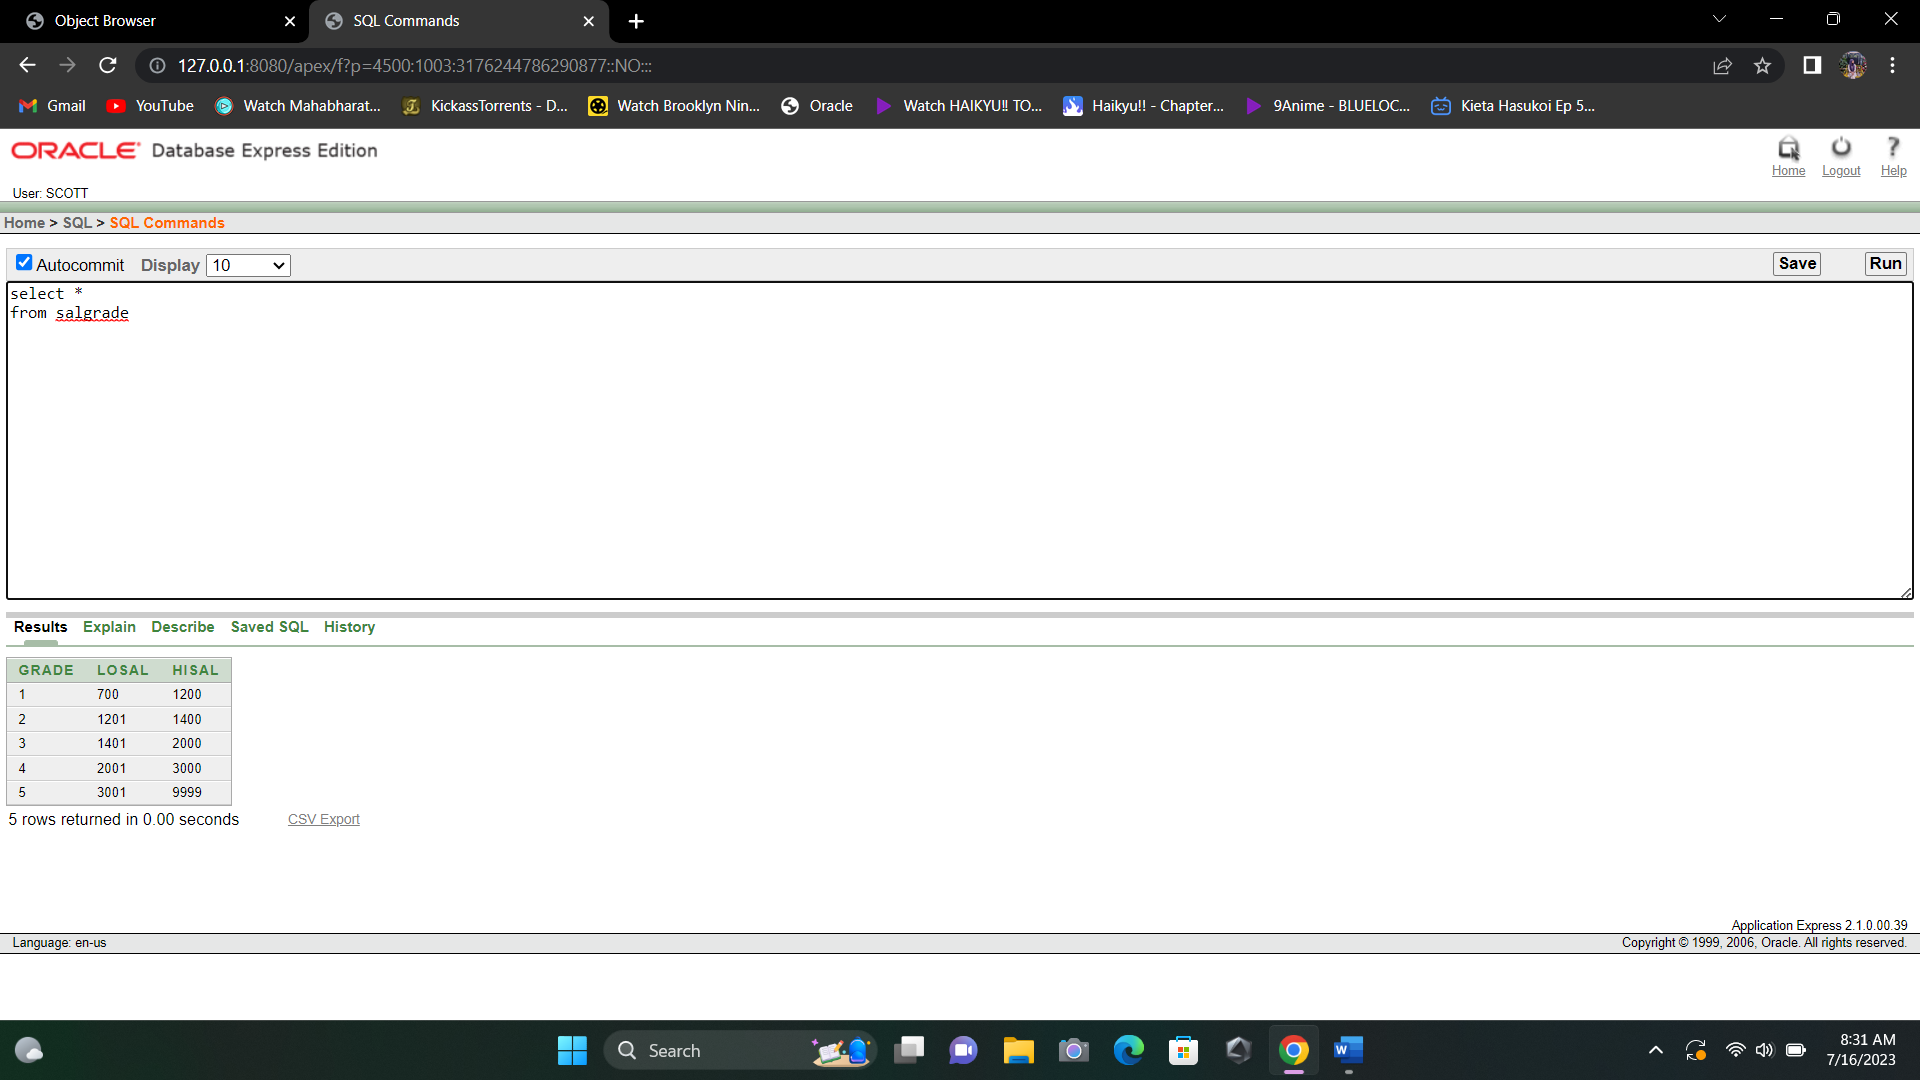 Object Browser
SQL Commands
127.0.0.1:8080/apex/f?p=4500:1003:3176244786290877::NO:::
Gmail YouTube Watch Mahabharat... KickassTorrents - D... Watch Brooklyn Nin... Oracle Watch HAIKYU!! TO... Haikyu!! - Chapter... 9Anime - BLUELOC... Kieta Hasukoi Ep 5...
ORACLE Database Express Edition
Home Logout Help
User: SCOTT
Home > SQL > SQL Commands
Autocommit Display 10 Save Run
select *
from salgrade
Results Explain Describe Saved SQL History
GRADE LOSAL HISAL
1 700 1200
2 1201 1400
3 1401 2000
4 2001 3000
5 3001 9999
5 rows returned in 0.00 seconds CSV Export
Application Express 2.1.0.00.39
Language: en-us Copyright © 1999, 2006, Oracle. All rights reserved.
Search
8:31 AM
7/16/2023